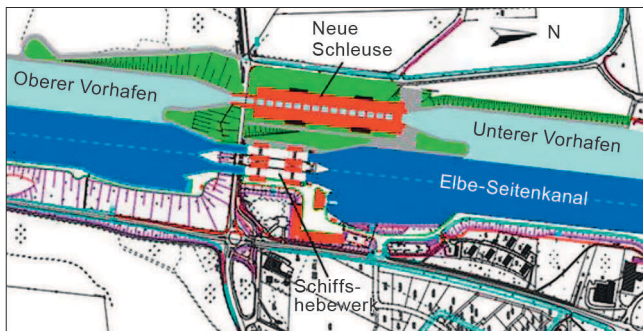 Neue
Schleuse
N
Oberer Vorhafen
Unterer Vorhafen
Elbe-Seitenkanal
Schiffs-
hebewerk